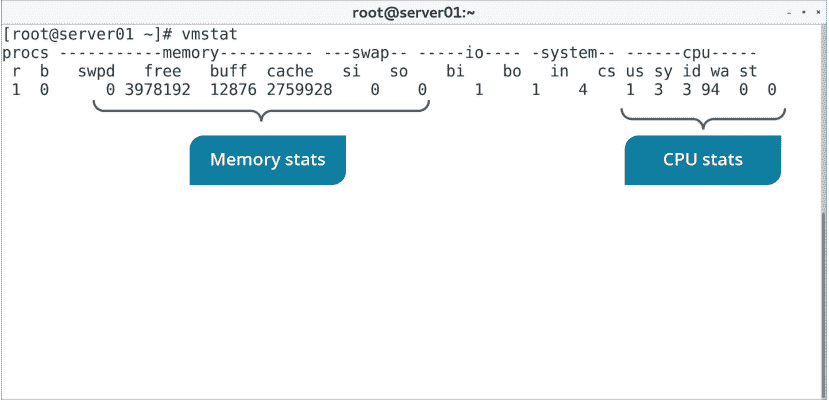 root@server01:~
[root@server01 ~]# vmstat
procs -----------memory---------- ---swap-- -----io---- -system-- ------cpu-----
 r  b   swpd   free   buff  cache   si   so    bi    bo   in   cs us sy id wa st
 1  0      0 3978192  12876 2759928    0    0     1     1    4    1  3  3 94  0  0
Memory stats
CPU stats